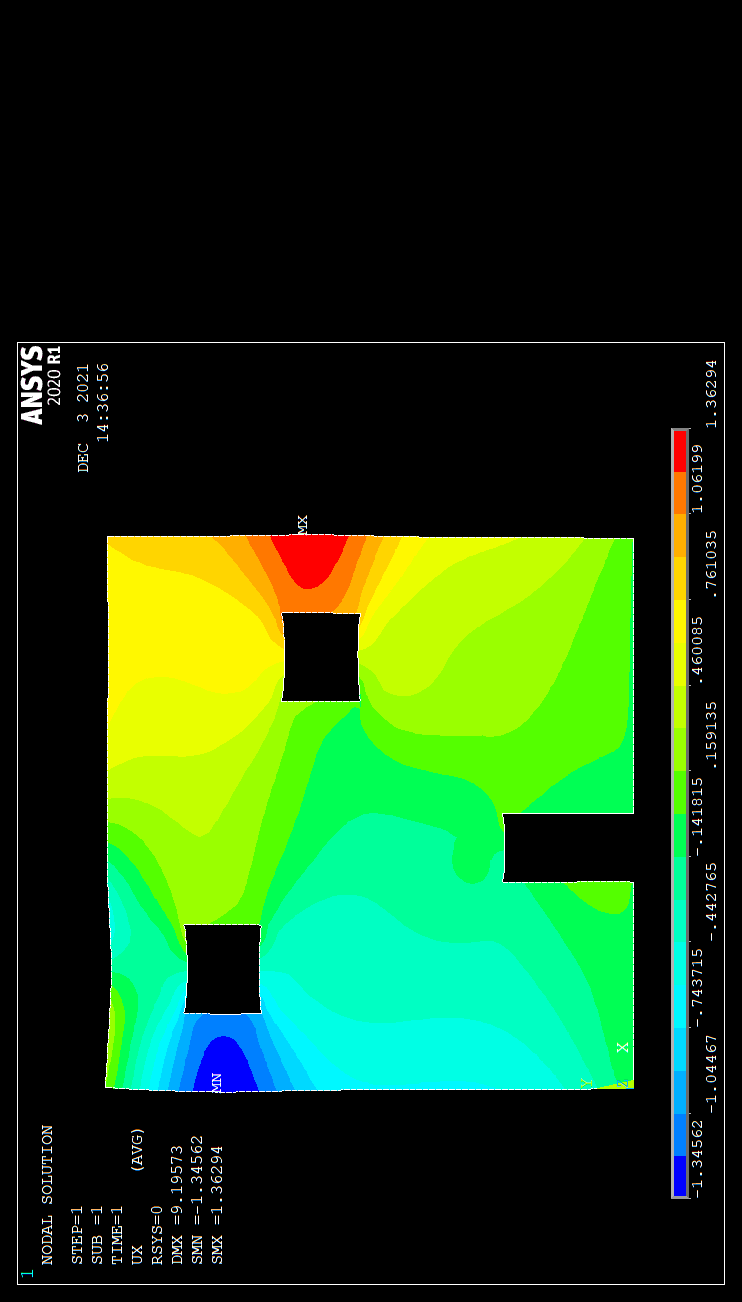 1
NODAL SOLUTION
STEP=1
SUB =1
TIME=1
UX (AVG)
RSYS=0
DMX =9.19573
SMN =-1.34562
SMX =1.36294
ANSYS
2020 R1
DEC 3 2021
14:36:56
MN
MX
Y
Z X
-1.34562
-1.04467
-.743715
-.442765
-.141815
.159135
.460085
.761035
1.06199
1.36294